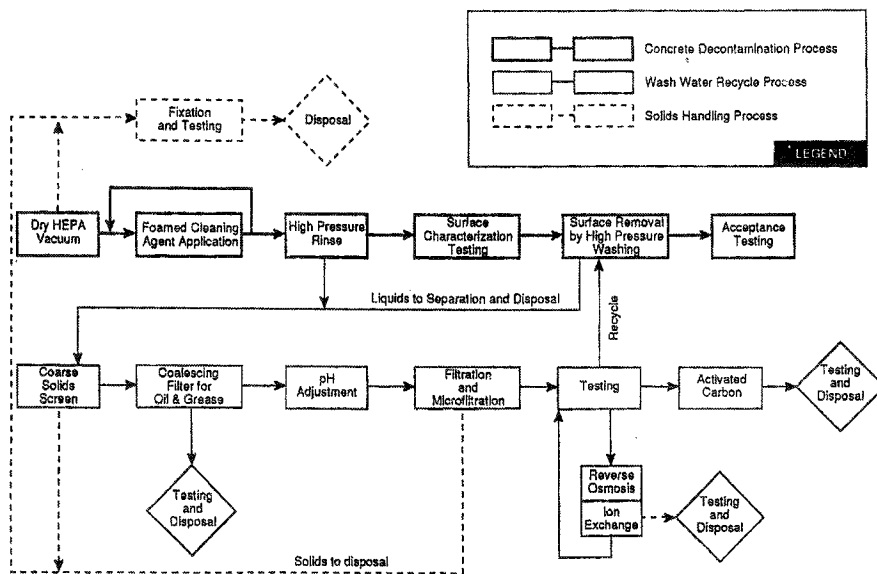 Concrete Decontamination Process
Wash Water Recycle Process
Solids Handling Process
LEGEND
Fixation
and Testing
Disposal
Dry HEPA
Vacuum
Foamed Cleaning
Agent Application
High Pressure
Rinse
Surface
Characterization
Testing
Surface Removal
by High Pressure
Washing
Acceptance
Testing
Liquids to Separation and Disposal
Recycle
Coarse
Solids
Screen
Coalescing
Filter for
Oil & Grease
pH
Adjustment
Filtration
and
Microfiltration
Testing
Activated
Carbon
Testing
and
Disposal
Testing
and
Disposal
Reverse
Osmosis
Ion
Exchange
Testing
and
Disposal
Solids to disposal